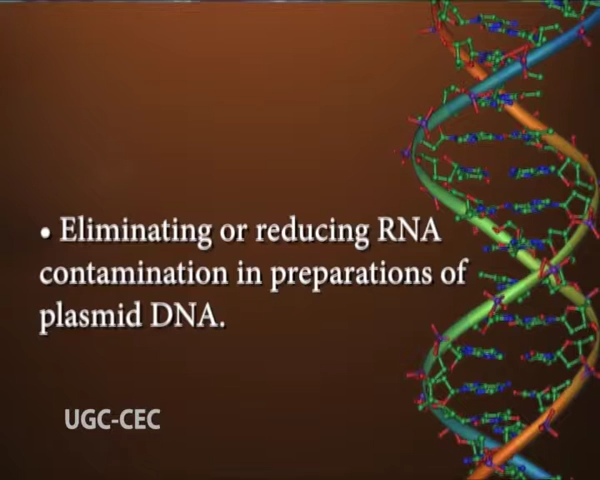 • Eliminating or reducing RNA
contamination in preparations of
plasmid DNA.
UGC-CEC